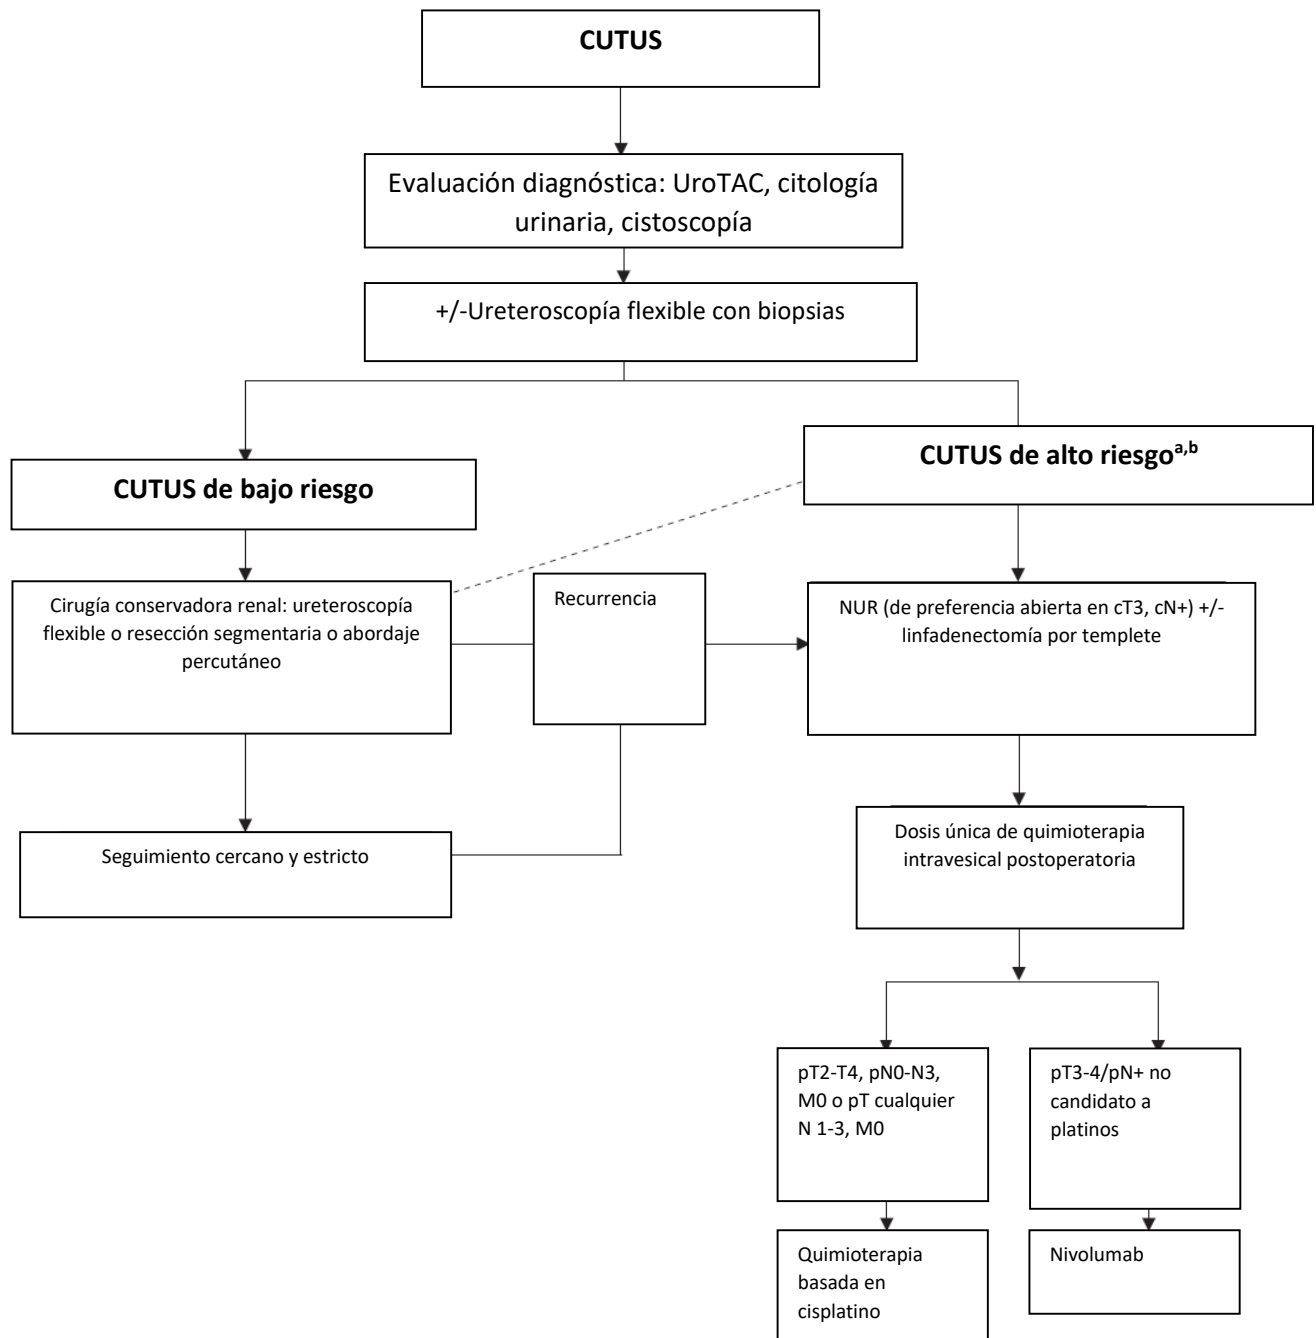 CUTUS
Evaluación diagnóstica: UroTAC, citología
urinaria, cistoscopía
+/-Ureteroscopía flexible con biopsias
CUTUS de bajo riesgo
CUTUS de alto riesgoa,b
Cirugía conservadora renal: ureteroscopía
flexible o resección segmentaria o abordaje
percutáneo
Recurrencia
NUR (de preferencia abierta en cT3, cN+) +/-
linfadenectomía por templete
Seguimiento cercano y estricto
Dosis única de quimioterapia
intravesical postoperatoria
pT2-T4, pN0-N3,
M0 o pT cualquier
N 1-3, M0
pT3-4/pN+ no
candidato a
platinos
Quimioterapia
basada en
cisplatino
Nivolumab